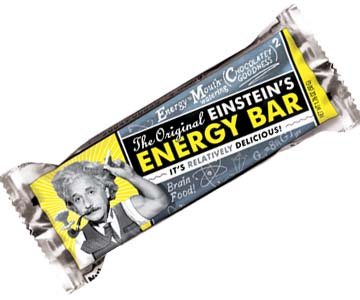 Energy = Mouth-
watering
(CHOCOLATEY
GOODNESS)²
The Original EINSTEIN'S
ENERGY BAR
IT'S RELATIVELY DELICIOUS!
Brain
Food!